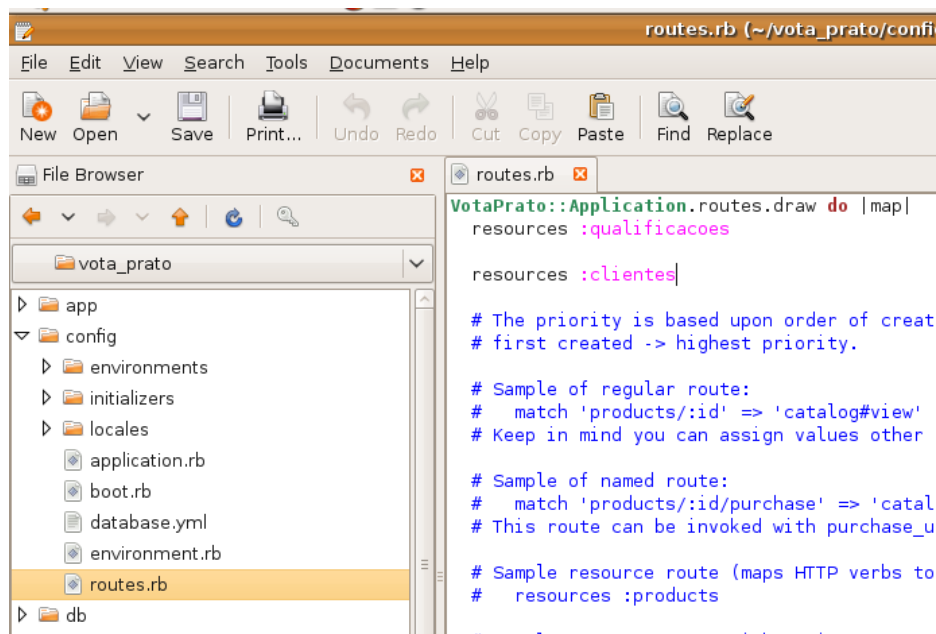 routes.rb (~/vota_prato/confi
File Edit View Search Tools Documents Help
New Open Save Print... Undo Redo Cut Copy Paste Find Replace
File Browser
vota_prato
app
config
environments
initializers
locales
application.rb
boot.rb
database.yml
environment.rb
routes.rb
db
routes.rb
VotaPrato::Application.routes.draw do |map|
resources :qualificacoes
resources :clientes
# The priority is based upon order of creat
# first created -> highest priority.
# Sample of regular route:
#   match 'products/:id' => 'catalog#view'
# Keep in mind you can assign values other
# Sample of named route:
#   match 'products/:id/purchase' => 'catal
# This route can be invoked with purchase_u
# Sample resource route (maps HTTP verbs to
#   resources :products